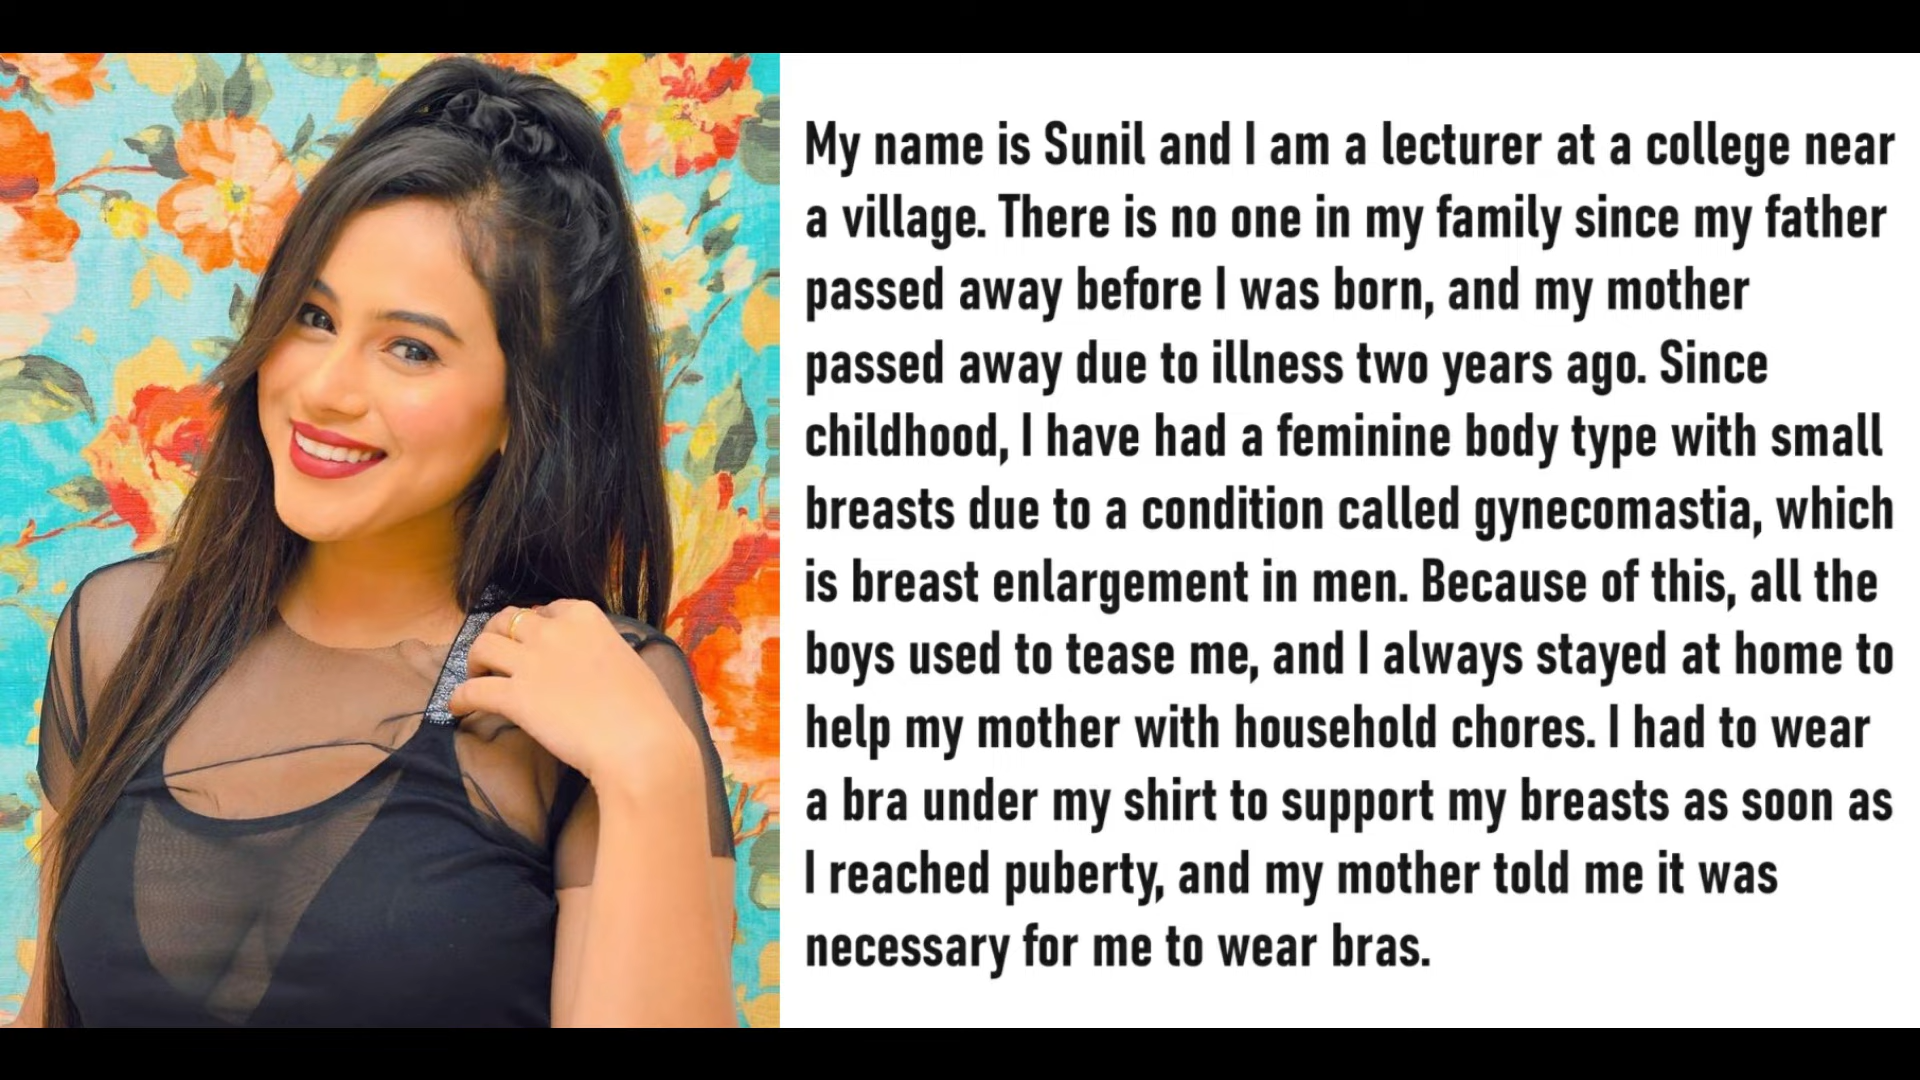 My name is Sunil and I am a lecturer at a college near
a village. There is no one in my family since my father
passed away before I was born, and my mother
passed away due to illness two years ago. Since
childhood, I have had a feminine body type with small
breasts due to a condition called gynecomastia, which
is breast enlargement in men. Because of this, all the
boys used to tease me, and I always stayed at home to
help my mother with household chores. I had to wear
a bra under my shirt to support my breasts as soon as
I reached puberty, and my mother told me it was
necessary for me to wear bras.